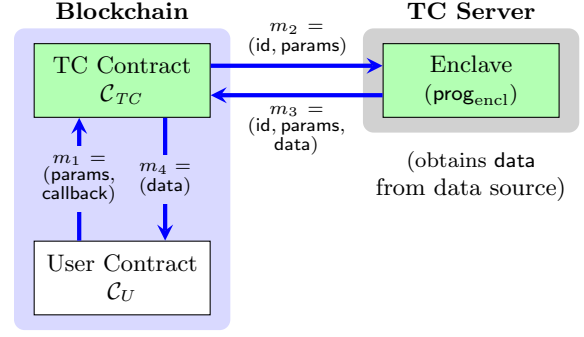 Blockchain
TC Server
TC Contract
𝒞_TC
m₂ =
(id, params)
m₃ =
(id, params,
data)
Enclave
(prog_encl)
m₁ =
(params,
callback)
m₄ =
(data)
(obtains data
from data source)
User Contract
𝒞_U